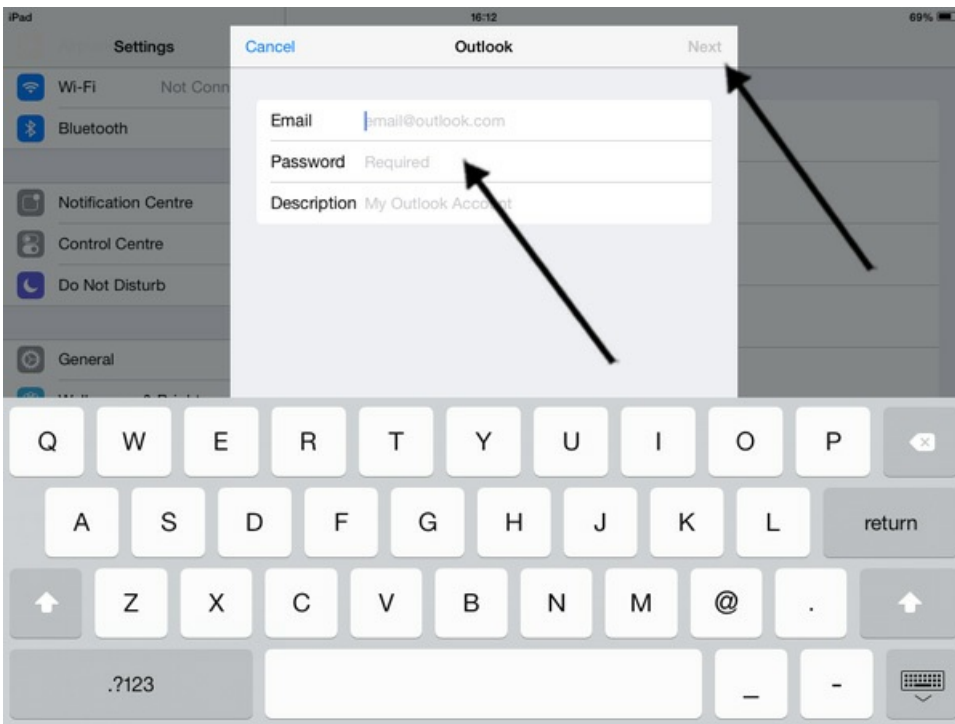 iPad 16:12 69%
Settings
Cancel Outlook Next
Wi-Fi Not Conn
Bluetooth
Notification Centre
Control Centre
Do Not Disturb
General
Email email@outlook.com
Password Required
Description My Outlook Account
Q W E R T Y U I O P
A S D F G H J K L return
Z X C V B N M @ .
.?123 _ -